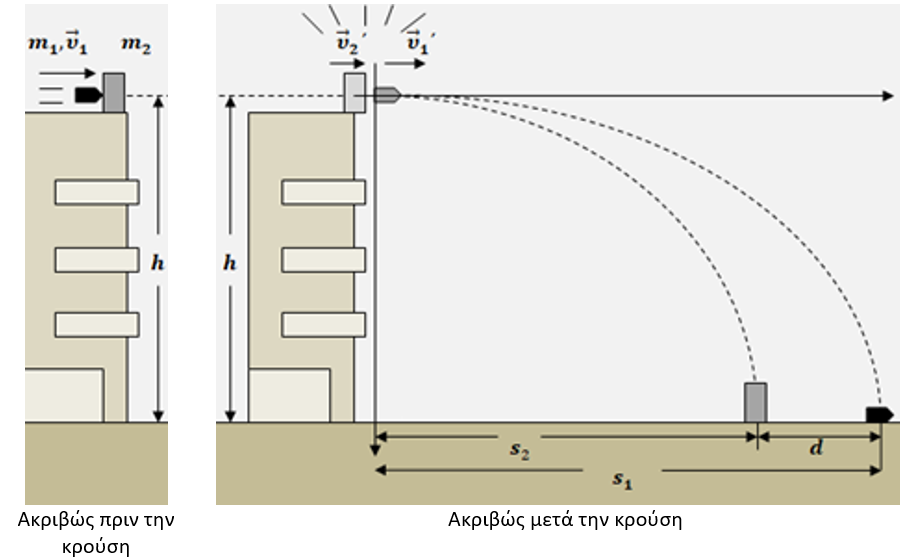 m₁, v⃗₁ m₂
h
Ακριβώς πριν την
κρούση
v⃗₂′ v⃗₁′
h
s₂ d
s₁
Ακριβώς μετά την κρούση